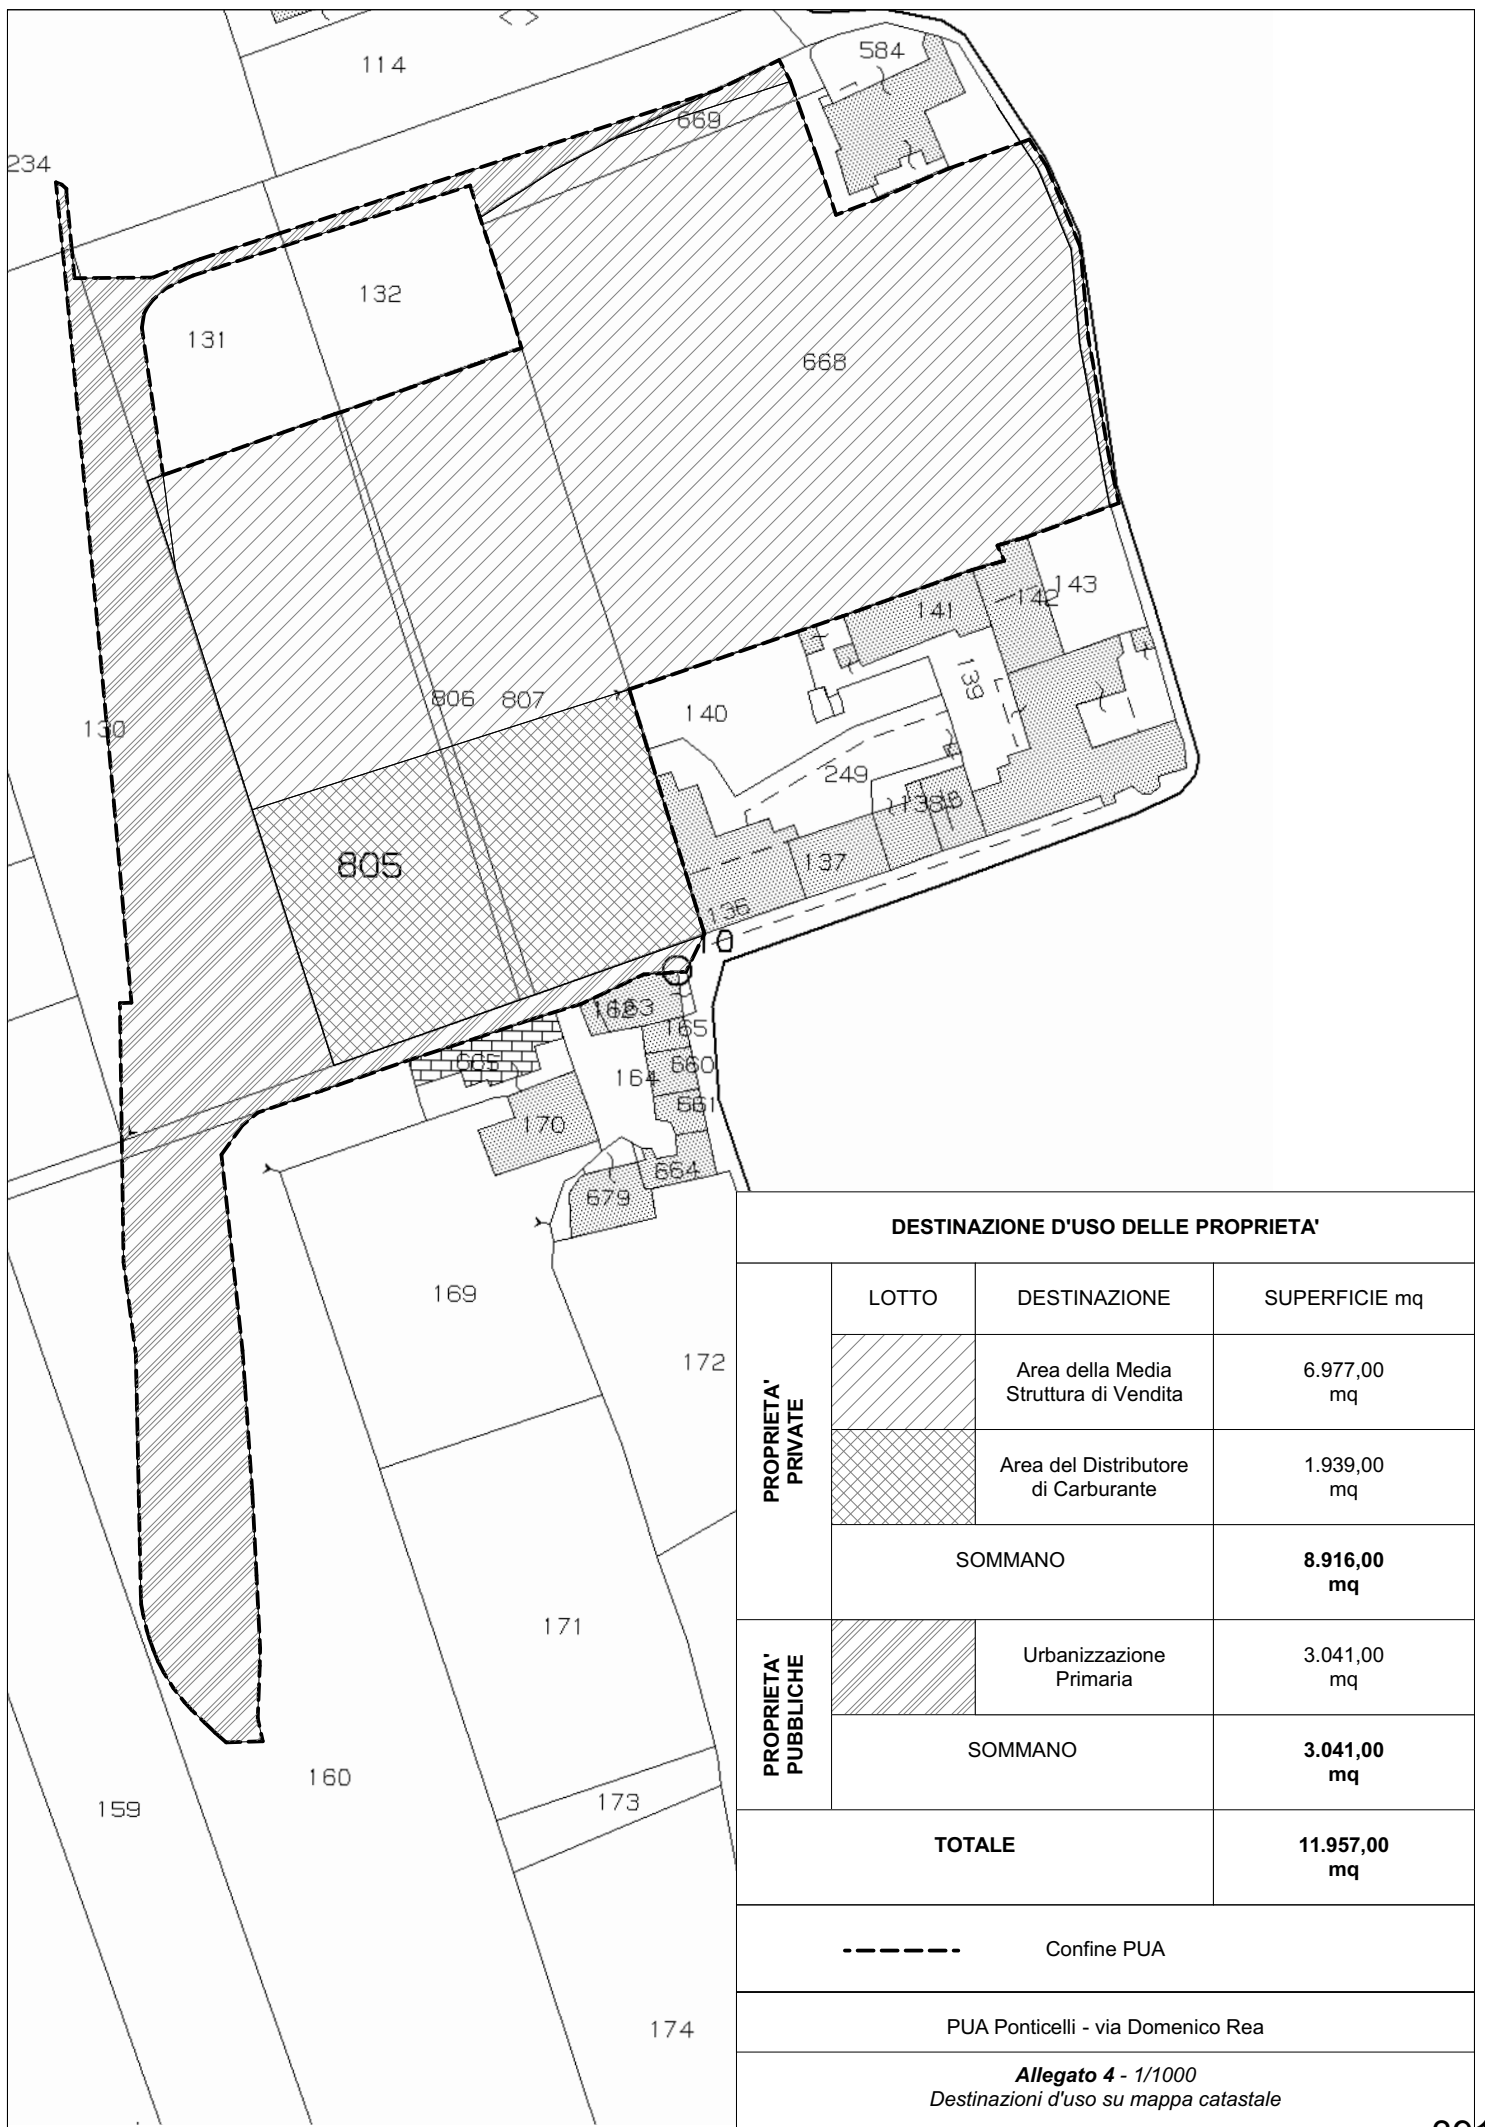 584
114
669
234
132
131
668
143
142
141
139
806 807
140
130
249
138
805
137
136
10
163
165
665
660
164
661
170
664
679
169
172
171
160
173
159
174
DESTINAZIONE D'USO DELLE PROPRIETA'
LOTTO DESTINAZIONE SUPERFICIE mq
PROPRIETA'
PRIVATE
Area della Media
Struttura di Vendita
6.977,00
mq
Area del Distributore
di Carburante
1.939,00
mq
SOMMANO
8.916,00
mq
PROPRIETA'
PUBBLICHE
Urbanizzazione
Primaria
3.041,00
mq
SOMMANO
3.041,00
mq
TOTALE
11.957,00
mq
Confine PUA
PUA Ponticelli - via Domenico Rea
Allegato 4 - 1/1000
Destinazioni d'uso su mappa catastale